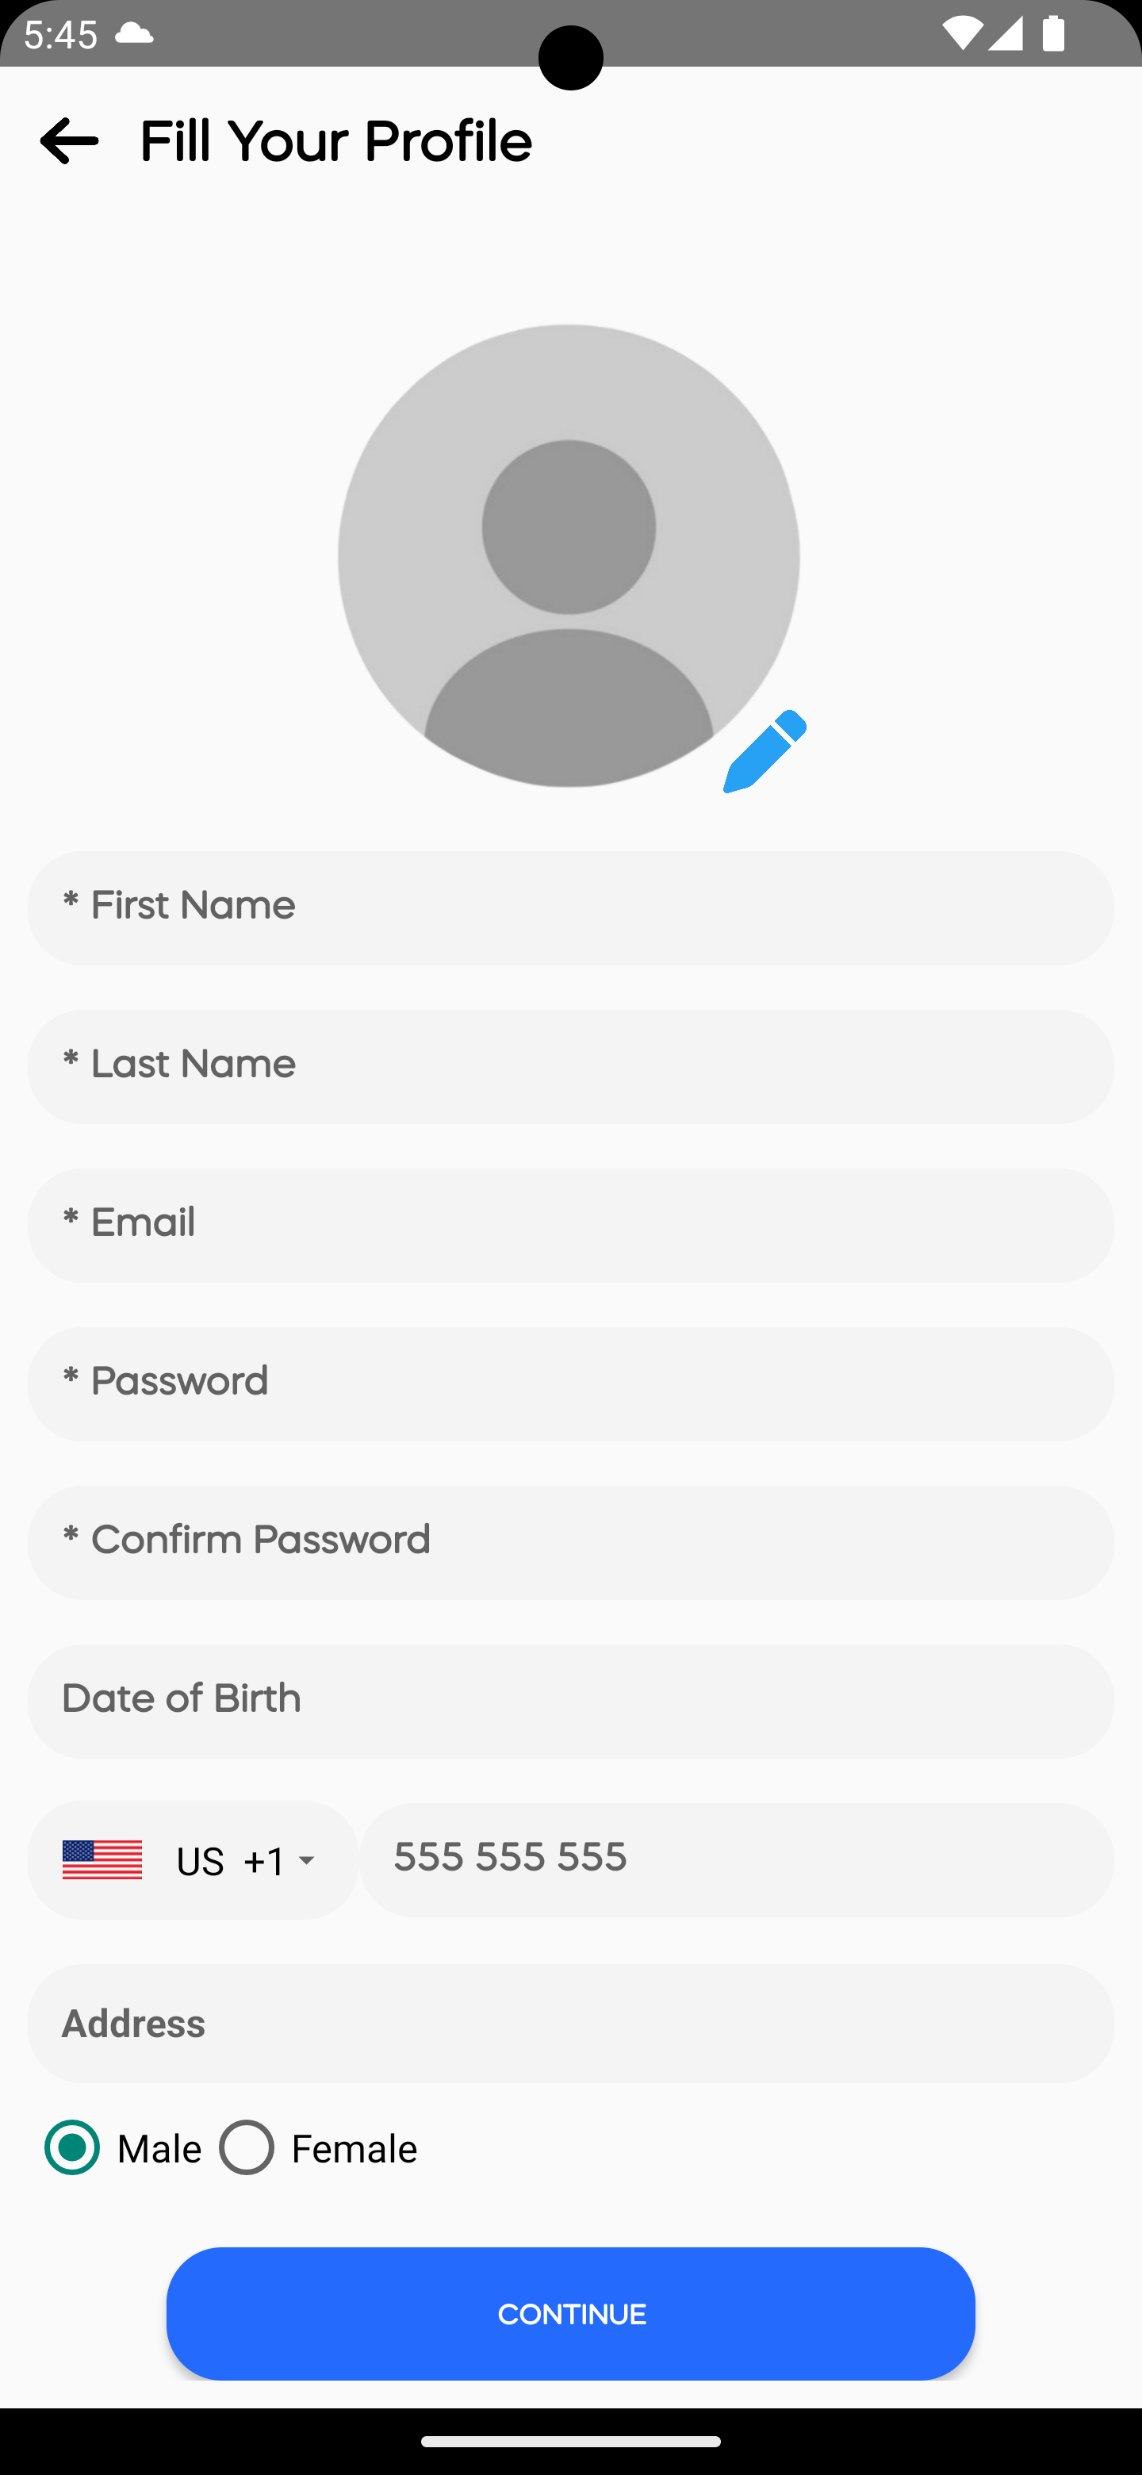 5:45
Fill Your Profile
* First Name
* Last Name
* Email
* Password
* Confirm Password
Date of Birth
US +1 555 555 555
Address
Male Female
CONTINUE